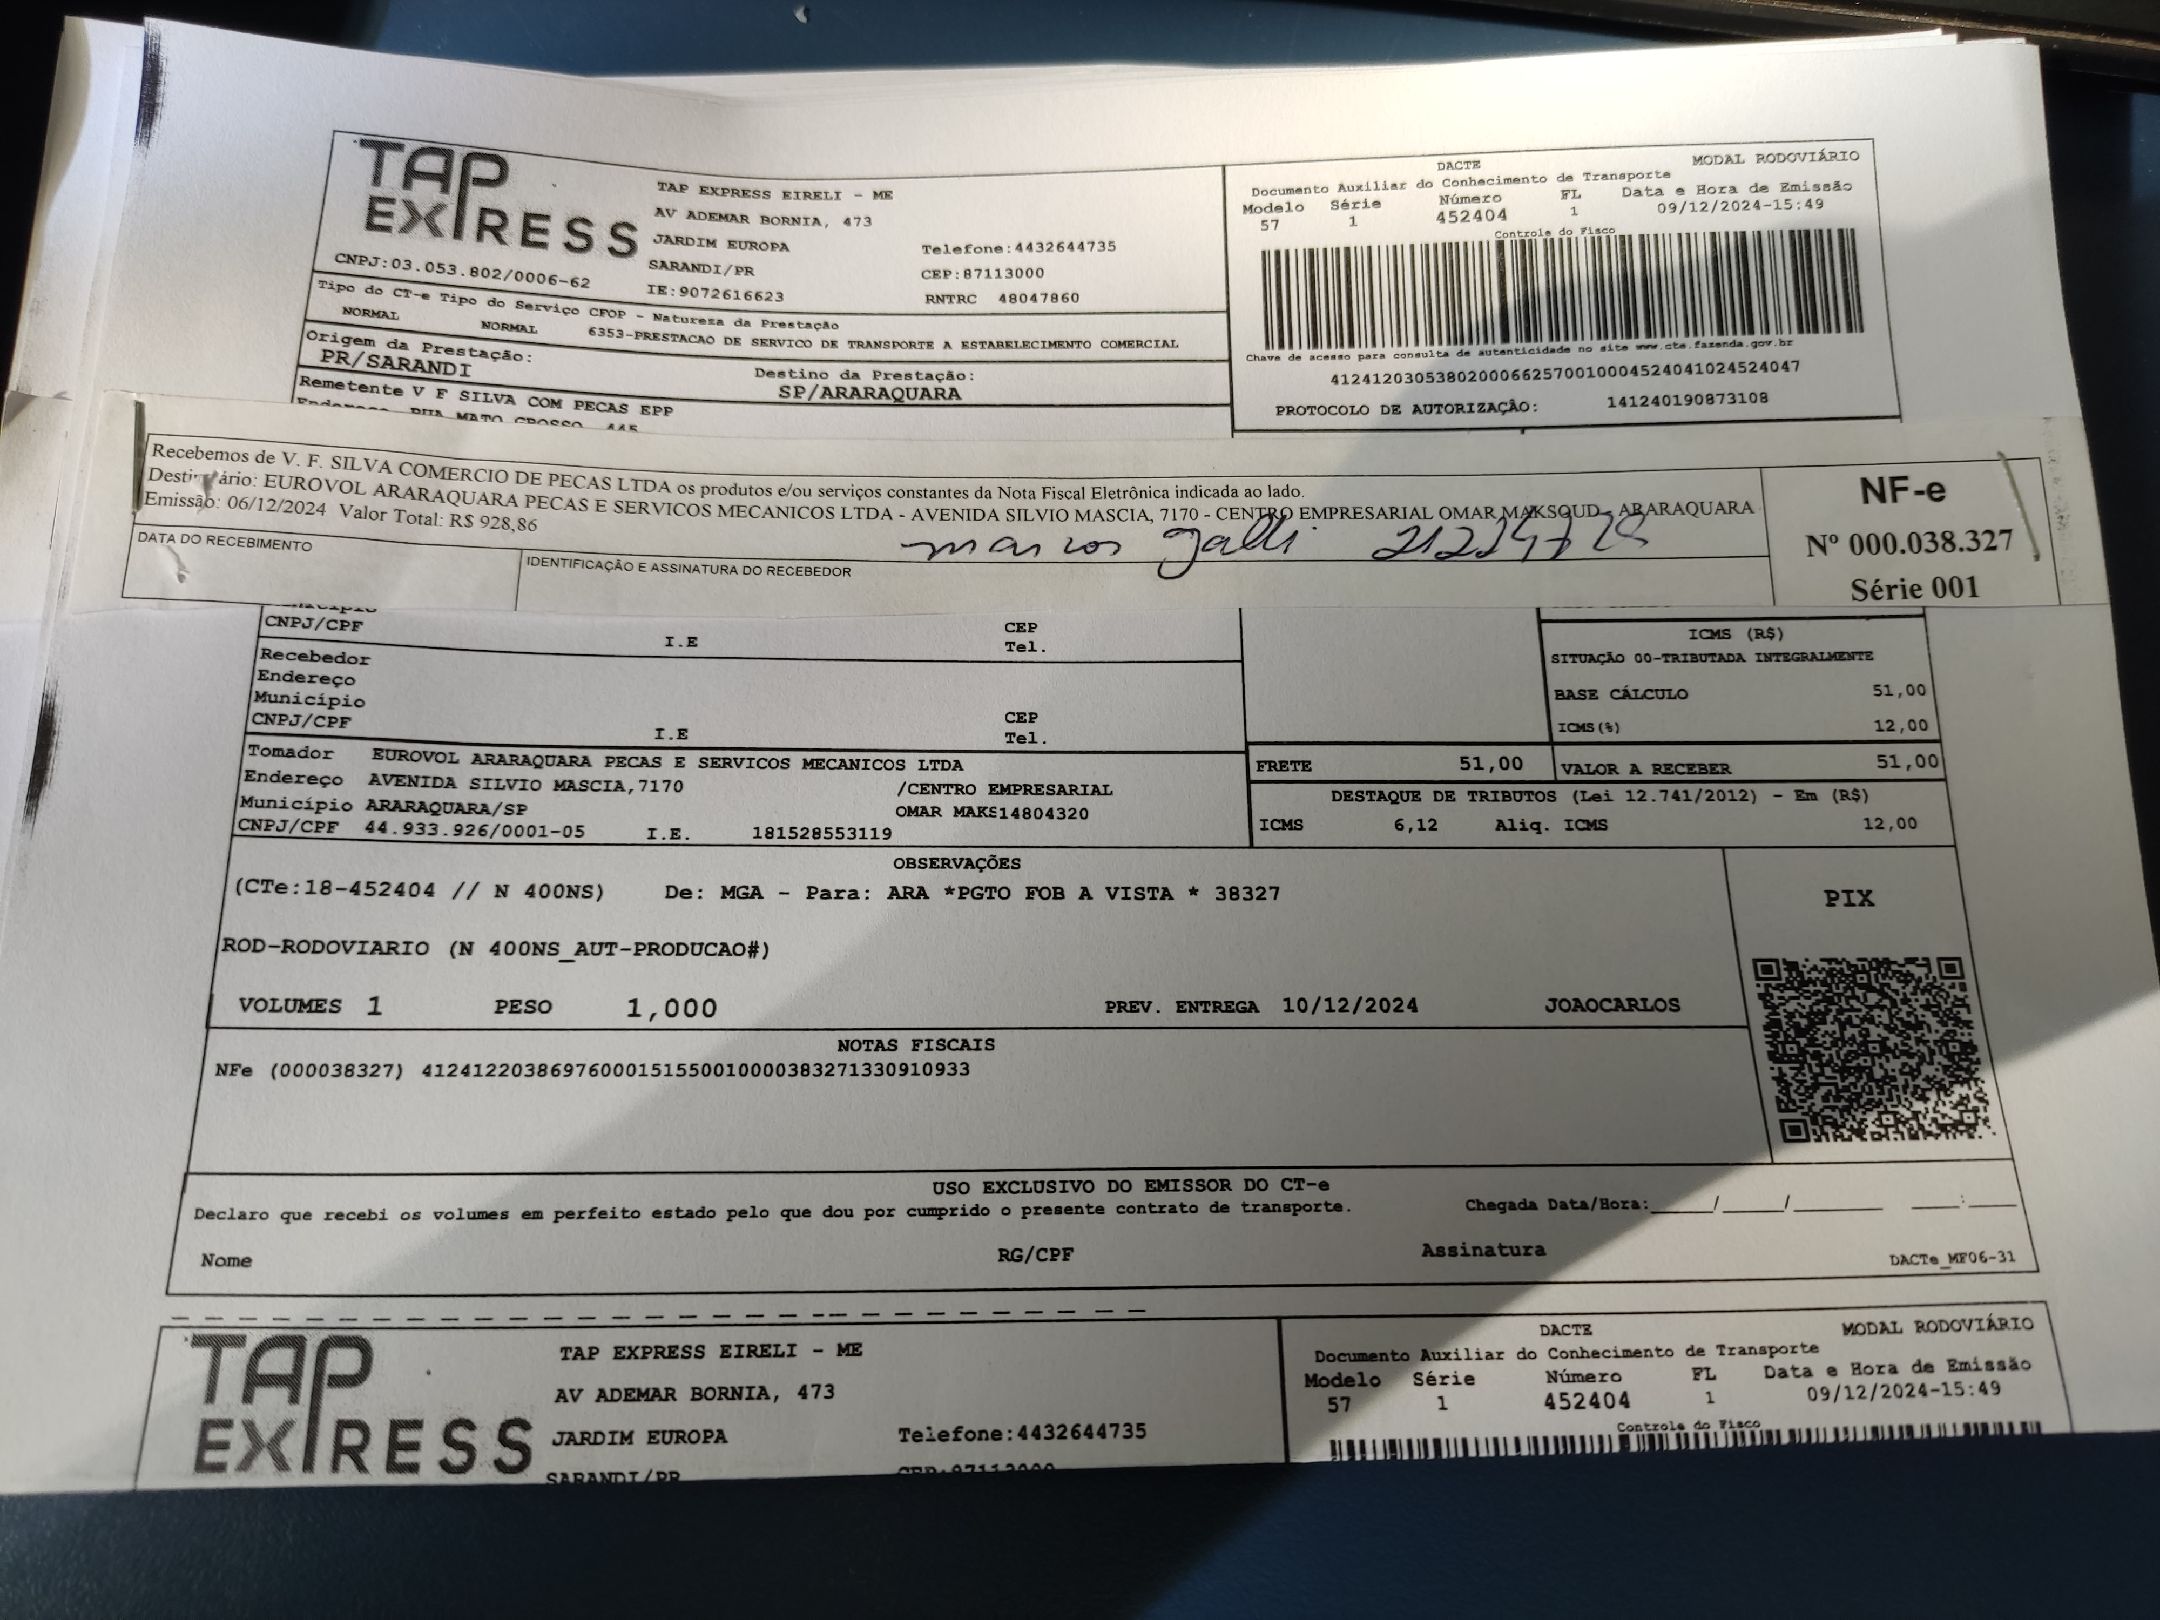 TAP
EXPRESS
TAP EXPRESS EIRELI - ME
AV ADEMAR BORNIA, 473
JARDIM EUROPA
Telefone:4432644735
SARANDI/PR
CEP:87113000
CNPJ:03.053.802/0006-62
IE:9072616623
RNTRC 48047860
DACTE
MODAL RODOVIÁRIO
Documento Auxiliar do Conhecimento de Transporte
Modelo Série Número FL Data e Hora de Emissão
57 1 452404 1 09/12/2024-15:49
Controle do Fisco
Chave de acesso para consulta de autenticidade no site www.cte.fazenda.gov.br
41241203053802000662570010004524041024524047
PROTOCOLO DE AUTORIZAÇÃO: 141240190873108
Tipo do CT-e Tipo do Serviço CFOP - Natureza da Prestação
NORMAL NORMAL 6353-PRESTACAO DE SERVICO DE TRANSPORTE A ESTABELECIMENTO COMERCIAL
Origem da Prestação:
PR/SARANDI
Destino da Prestação:
SP/ARARAQUARA
Remetente V F SILVA COM PECAS EPP
Endereço RUA MATO GROSSO, 445
Recebemos de V. F. SILVA COMERCIO DE PECAS LTDA os produtos e/ou serviços constantes da Nota Fiscal Eletrônica indicada ao lado.
Destinatário: EUROVOL ARARAQUARA PECAS E SERVICOS MECANICOS LTDA - AVENIDA SILVIO MASCIA, 7170 - CENTRO EMPRESARIAL OMAR MAKSOUD - ARARAQUARA
Emissão: 06/12/2024 Valor Total: R$ 928,86
DATA DO RECEBIMENTO
IDENTIFICAÇÃO E ASSINATURA DO RECEBEDOR
marcos galli
NF-e
Nº 000.038.327
Série 001
Município
CNPJ/CPF I.E CEP
Tel.
Recebedor
Endereço
Município
CNPJ/CPF I.E CEP
Tel.
ICMS (R$)
SITUAÇÃO 00-TRIBUTADA INTEGRALMENTE
BASE CÁLCULO 51,00
ICMS(%) 12,00
Tomador EUROVOL ARARAQUARA PECAS E SERVICOS MECANICOS LTDA
Endereço AVENIDA SILVIO MASCIA,7170 /CENTRO EMPRESARIAL
Município ARARAQUARA/SP OMAR MAKS14804320
CNPJ/CPF 44.933.926/0001-05 I.E. 181528553119
FRETE 51,00 VALOR A RECEBER 51,00
DESTAQUE DE TRIBUTOS (Lei 12.741/2012) - Em (R$)
ICMS 6,12 Aliq. ICMS 12,00
OBSERVAÇÕES
(CTe:18-452404 // N 400NS) De: MGA - Para: ARA *PGTO FOB A VISTA * 38327
ROD-RODOVIARIO (N 400NS_AUT-PRODUCAO#)
VOLUMES 1 PESO 1,000 PREV. ENTREGA 10/12/2024 JOAOCARLOS
PIX
NOTAS FISCAIS
NFe (000038327) 41241220386976000151550010000383271330910933
USO EXCLUSIVO DO EMISSOR DO CT-e
Declaro que recebi os volumes em perfeito estado pelo que dou por cumprido o presente contrato de transporte. Chegada Data/Hora:_____/_____/_______ ____:____
Nome RG/CPF Assinatura DACTe_MF06-31
TAP
EXPRESS
TAP EXPRESS EIRELI - ME
AV ADEMAR BORNIA, 473
JARDIM EUROPA
Telefone:4432644735
SARANDI/PR
CEP:87113000
DACTE
MODAL RODOVIÁRIO
Documento Auxiliar do Conhecimento de Transporte
Modelo Série Número FL Data e Hora de Emissão
57 1 452404 1 09/12/2024-15:49
Controle do Fisco